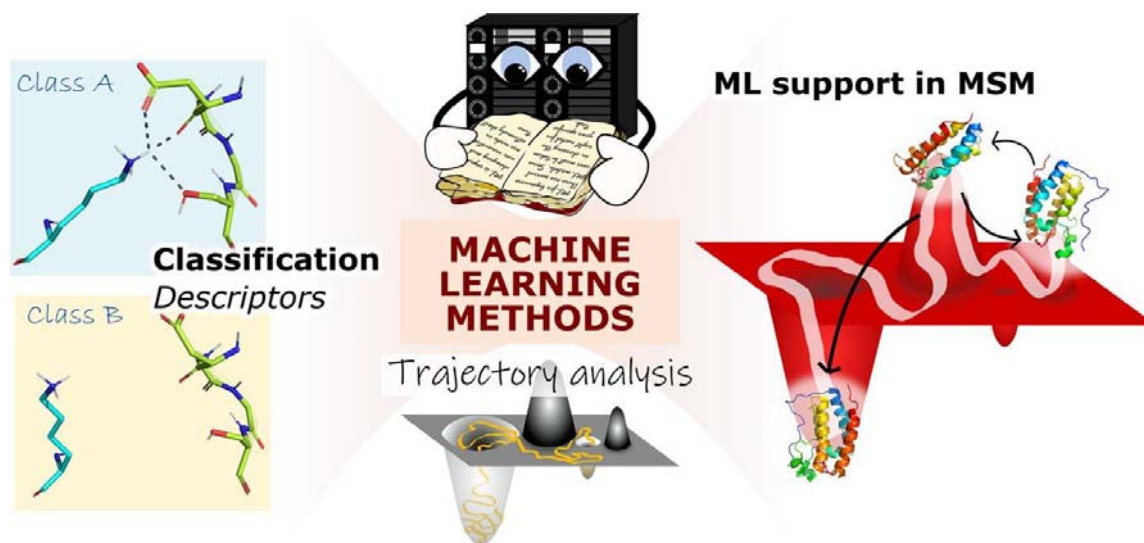 Class A
Classification
Descriptors
Class B
MACHINE
LEARNING
METHODS
Trajectory analysis
ML support in MSM